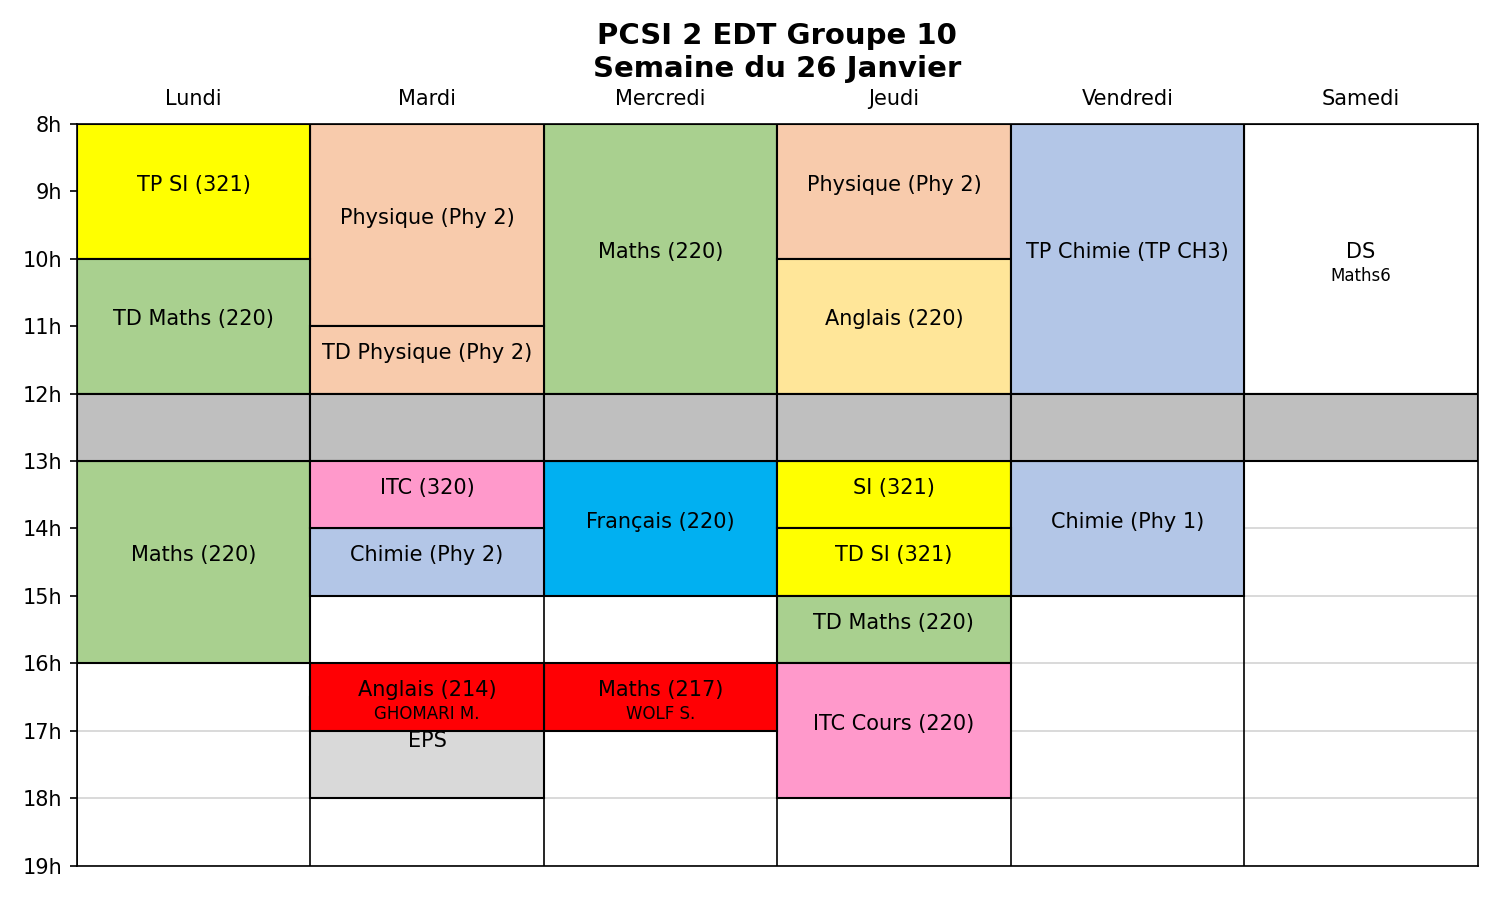 PCSI 2 EDT Groupe 10
Semaine du 26 Janvier
Lundi Mardi Mercredi Jeudi Vendredi Samedi
8h
9h
10h
11h
12h
13h
14h
15h
16h
17h
18h
19h
TP SI (321)
TD Maths (220)
Maths (220)
Physique (Phy 2)
TD Physique (Phy 2)
ITC (320)
Chimie (Phy 2)
Anglais (214)
GHOMARI M.
EPS
Maths (220)
Français (220)
Maths (217)
WOLF S.
Physique (Phy 2)
Anglais (220)
SI (321)
TD SI (321)
TD Maths (220)
ITC Cours (220)
TP Chimie (TP CH3)
Chimie (Phy 1)
DS
Maths6